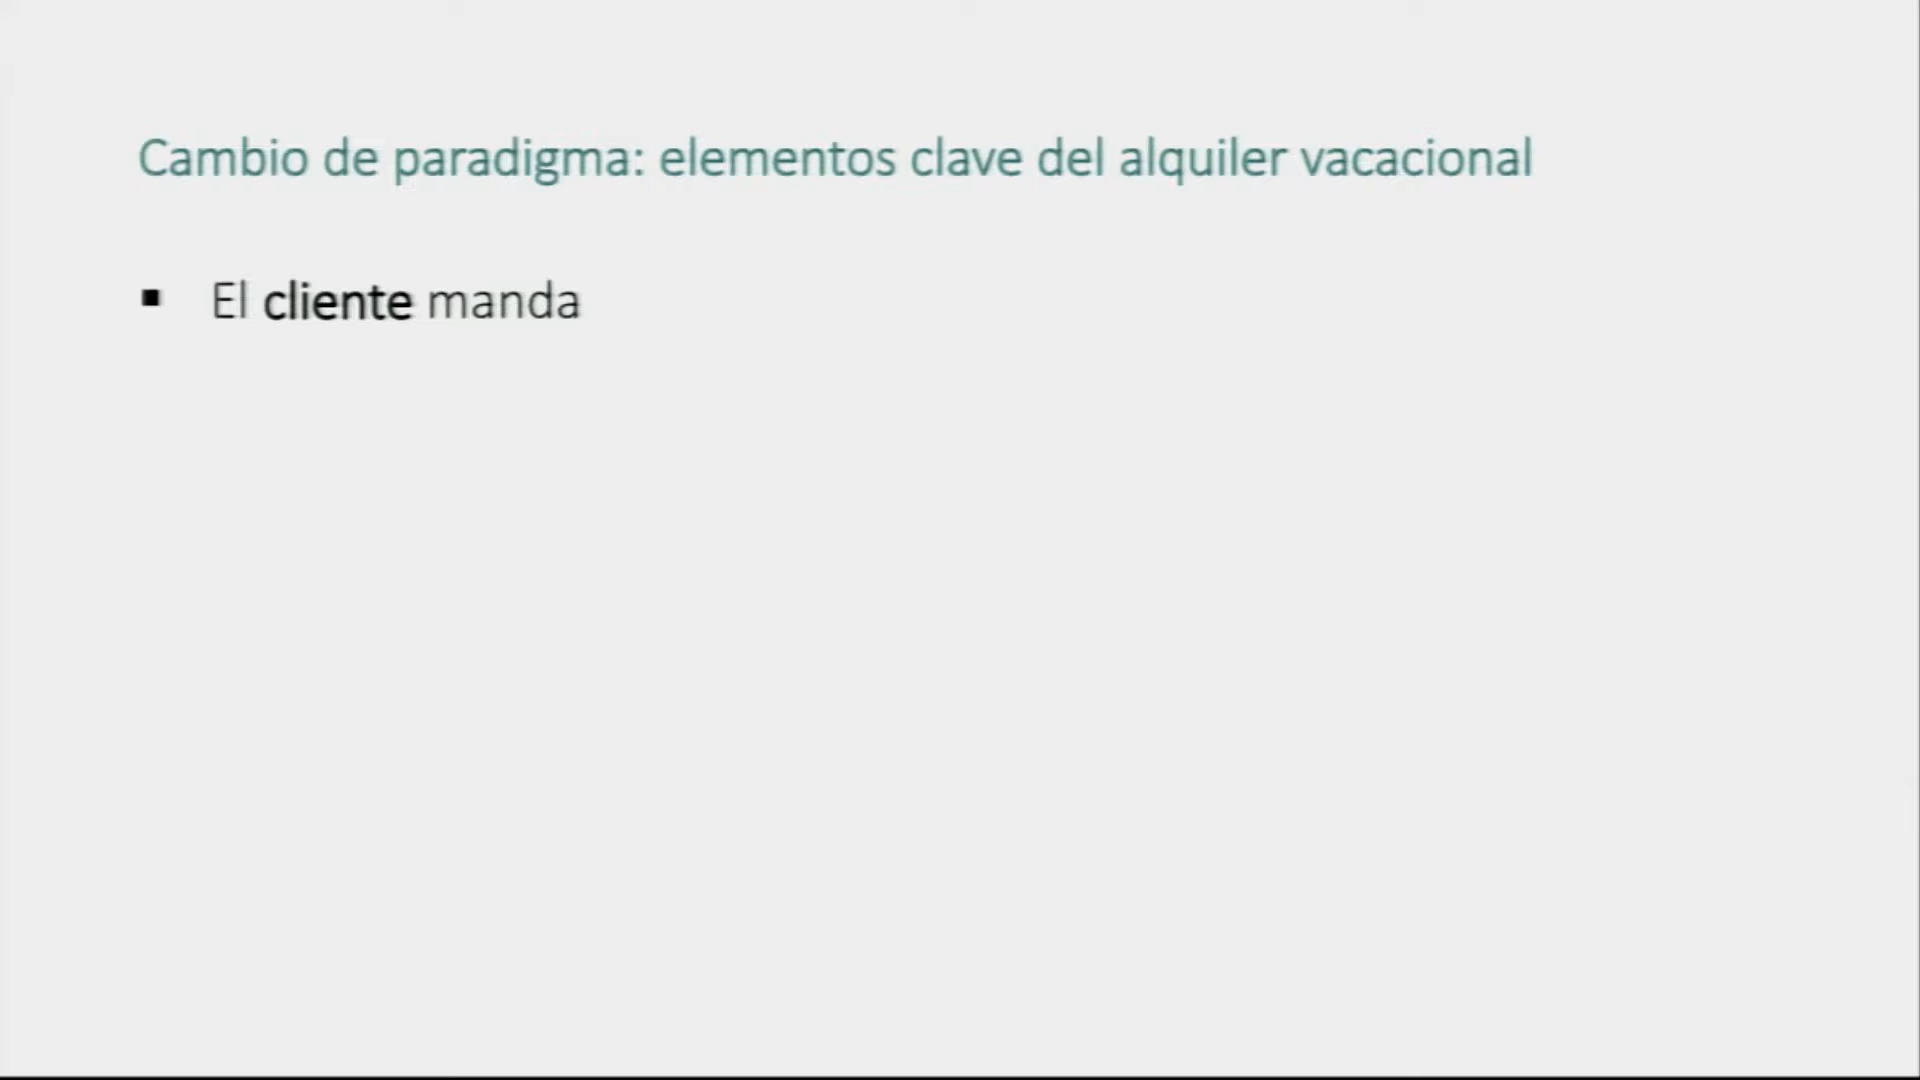 Cambio de paradigma: elementos clave del alquiler vacacional
▪ El cliente manda